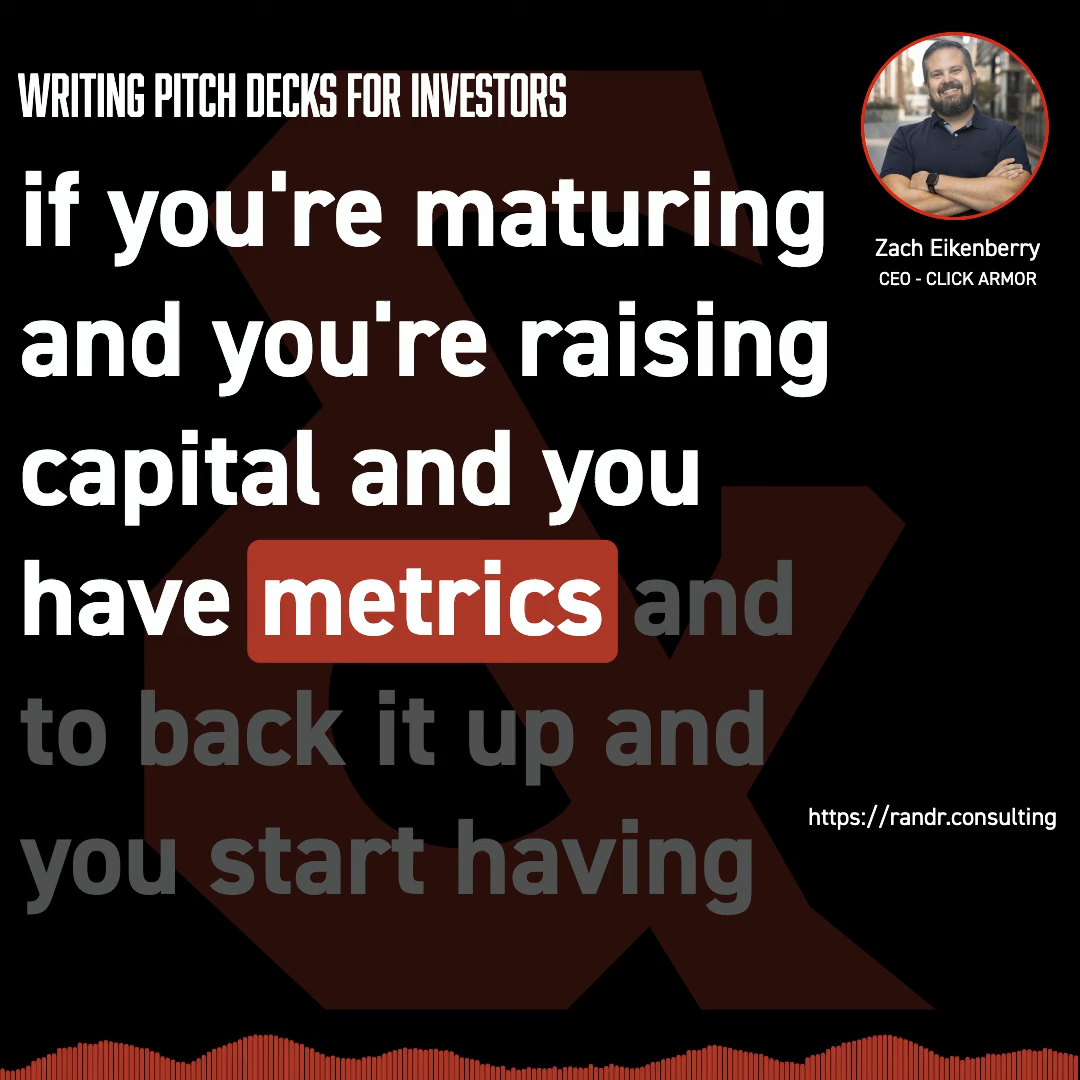 WRITING PITCH DECKS FOR INVESTORS
if you're maturing
and you're raising
capital and you
have metrics and
to back it up and
you start having
Zach Eikenberry
CEO - CLICK ARMOR
https://randr.consulting